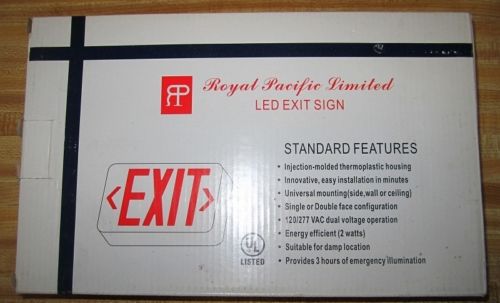 RP
Royal Pacific Limited
LED EXIT SIGN
STANDARD FEATURES
• Injection-molded thermoplastic housing
• Innovative, easy installation in minutes
• Universal mounting(side,wall or ceiling)
• Single or Double face configuration
• 120/277 VAC dual voltage operation
• Energy efficient (2 watts)
• Suitable for damp location
• Provides 3 hours of emergency illumination
<EXIT>
UL
LISTED